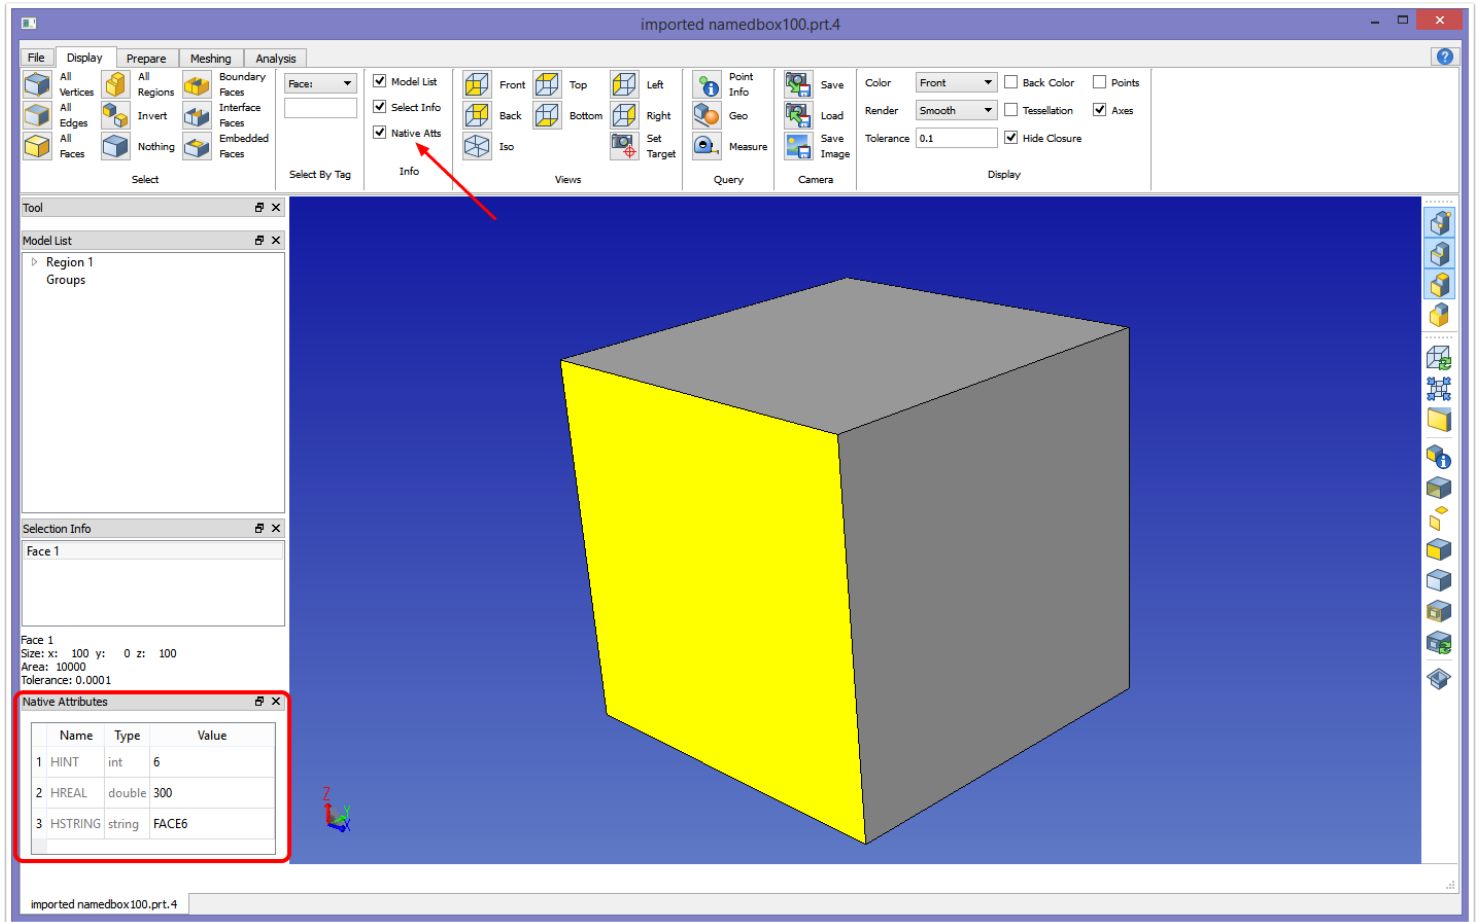 imported namedbox100.prt.4
File Display Prepare Meshing Analysis
All Vertices All Regions Boundary Faces
All Edges Invert Interface Faces
All Faces Nothing Embedded Faces
Select
Face:
Select By Tag
Model List
Select Info
Native Atts
Info
Front Top Left
Back Bottom Right
Iso Set Target
Views
Point Info
Geo
Measure
Query
Save
Load
Save Image
Camera
Color Front Back Color Points
Render Smooth Tessellation Axes
Tolerance 0.1 Hide Closure
Display
Tool
Model List
Region 1
Groups
Selection Info
Face 1
Face 1
Size: x: 100 y: 0 z: 100
Area: 10000
Tolerance: 0.0001
Native Attributes
Name Type Value
1 HINT int 6
2 HREAL double 300
3 HSTRING string FACE6
Z
Y
X
imported namedbox100.prt.4